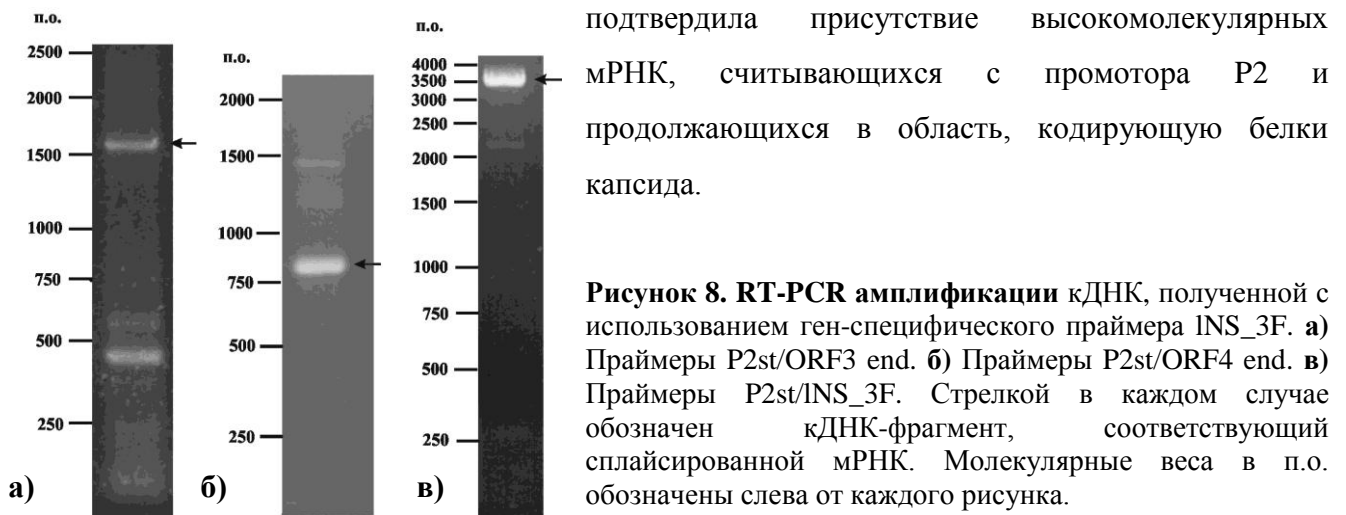 п.о.
2500
2000
1500
1000
750
500
250
а)
п.о.
2000
1500
1000
750
500
250
б)
п.о.
4000
3500
3000
2500
2000
1500
1000
750
500
250
в)
подтвердила присутствие высокомолекулярных
мРНК, считывающихся с промотора P2 и
продолжающихся в область, кодирующую белки
капсида.
Рисунок 8. RT-PCR амплификации кДНК, полученной с
использованием ген-специфического праймера lNS_3F. а)
Праймеры P2st/ORF3 end. б) Праймеры P2st/ORF4 end. в)
Праймеры P2st/lNS_3F. Стрелкой в каждом случае
обозначен кДНК-фрагмент, соответствующий
сплайсированной мРНК. Молекулярные веса в п.о.
обозначены слева от каждого рисунка.